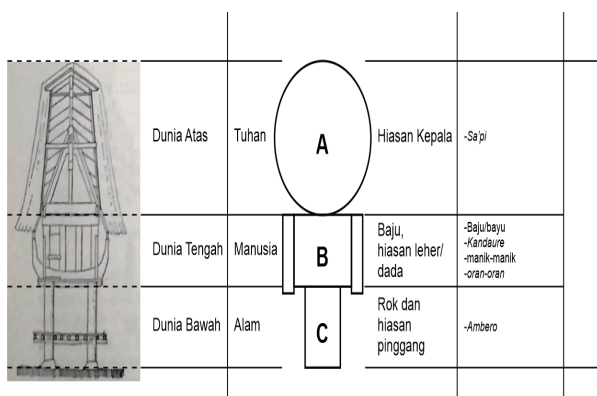 Dunia Atas
Tuhan
A
Hiasan Kepala
-Sa'pi
Dunia Tengah
Manusia
B
Baju,
hiasan leher/
dada
-Baju/bayu
-Kandaure
-manik-manik
-oran-oran
Dunia Bawah
Alam
C
Rok dan
hiasan
pinggang
-Ambero